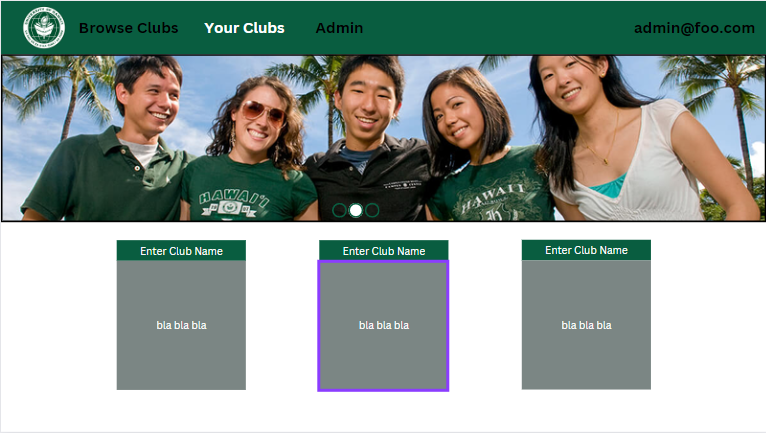 Browse Clubs Your Clubs Admin admin@foo.com
HAWAI'I
HAWAI'I
Enter Club Name Enter Club Name Enter Club Name
bla bla bla bla bla bla bla bla bla